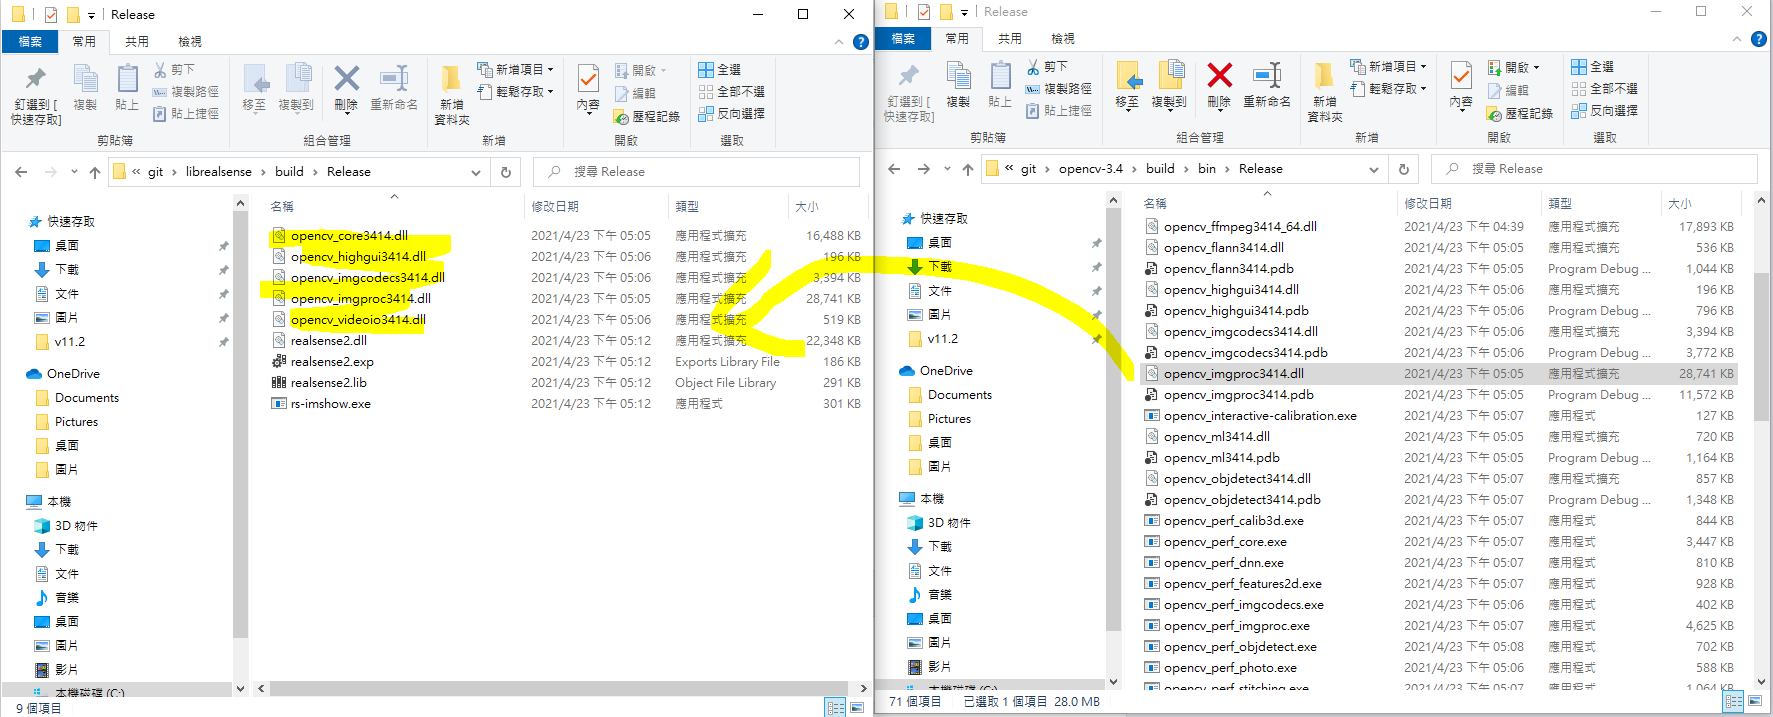 Release
檔案 常用 共用 檢視
釘選到 [
快速存取]
複製
貼上
剪下
複製路徑
貼上捷徑
剪貼簿
移至
複製到
刪除
重新命名
組合管理
新增
資料夾
新增項目
輕鬆存取
新增
內容
開啟
編輯
歷程記錄
開啟
全選
全部不選
反向選擇
選取
« git › librealsense › build › Release
搜尋 Release
快速存取
桌面
下載
文件
圖片
v11.2
OneDrive
Documents
Pictures
桌面
圖片
本機
3D 物件
下載
文件
音樂
桌面
圖片
影片
本機磁碟 (C:)
名稱 修改日期 類型 大小
opencv_core3414.dll 2021/4/23 下午 05:05 應用程式擴充 16,488 KB
opencv_highgui3414.dll 2021/4/23 下午 05:06 應用程式擴充 196 KB
opencv_imgcodecs3414.dll 2021/4/23 下午 05:06 應用程式擴充 3,394 KB
opencv_imgproc3414.dll 2021/4/23 下午 05:05 應用程式擴充 28,741 KB
opencv_videoio3414.dll 2021/4/23 下午 05:06 應用程式擴充 519 KB
realsense2.dll 2021/4/23 下午 05:12 應用程式擴充 22,348 KB
realsense2.exp 2021/4/23 下午 05:12 Exports Library File 186 KB
realsense2.lib 2021/4/23 下午 05:12 Object File Library 291 KB
rs-imshow.exe 2021/4/23 下午 05:12 應用程式 301 KB
9 個項目
Release
檔案 常用 共用 檢視
釘選到 [
快速存取]
複製
貼上
剪下
複製路徑
貼上捷徑
剪貼簿
移至
複製到
刪除
重新命名
組合管理
新增
資料夾
新增項目
輕鬆存取
新增
內容
開啟
編輯
歷程記錄
開啟
全選
全部不選
反向選擇
選取
« git › opencv-3.4 › build › bin › Release
搜尋 Release
快速存取
桌面
下載
文件
圖片
v11.2
OneDrive
Documents
Pictures
桌面
圖片
本機
3D 物件
下載
文件
音樂
桌面
圖片
影片
本機磁碟 (C:)
名稱 修改日期 類型 大小
opencv_ffmpeg3414_64.dll 2021/4/23 下午 04:39 應用程式擴充 17,893 KB
opencv_flann3414.dll 2021/4/23 下午 05:05 應用程式擴充 536 KB
opencv_flann3414.pdb 2021/4/23 下午 05:05 Program Debug ... 1,044 KB
opencv_highgui3414.dll 2021/4/23 下午 05:06 應用程式擴充 196 KB
opencv_highgui3414.pdb 2021/4/23 下午 05:06 Program Debug ... 796 KB
opencv_imgcodecs3414.dll 2021/4/23 下午 05:06 應用程式擴充 3,394 KB
opencv_imgcodecs3414.pdb 2021/4/23 下午 05:06 Program Debug ... 3,772 KB
opencv_imgproc3414.dll 2021/4/23 下午 05:05 應用程式擴充 28,741 KB
opencv_imgproc3414.pdb 2021/4/23 下午 05:05 Program Debug ... 11,572 KB
opencv_interactive-calibration.exe 2021/4/23 下午 05:07 應用程式 127 KB
opencv_ml3414.dll 2021/4/23 下午 05:05 應用程式擴充 720 KB
opencv_ml3414.pdb 2021/4/23 下午 05:05 Program Debug ... 1,164 KB
opencv_objdetect3414.dll 2021/4/23 下午 05:07 應用程式擴充 857 KB
opencv_objdetect3414.pdb 2021/4/23 下午 05:07 Program Debug ... 1,348 KB
opencv_perf_calib3d.exe 2021/4/23 下午 05:07 應用程式 844 KB
opencv_perf_core.exe 2021/4/23 下午 05:07 應用程式 3,447 KB
opencv_perf_dnn.exe 2021/4/23 下午 05:07 應用程式 810 KB
opencv_perf_features2d.exe 2021/4/23 下午 05:07 應用程式 928 KB
opencv_perf_imgcodecs.exe 2021/4/23 下午 05:06 應用程式 402 KB
opencv_perf_imgproc.exe 2021/4/23 下午 05:07 應用程式 4,625 KB
opencv_perf_objdetect.exe 2021/4/23 下午 05:08 應用程式 702 KB
opencv_perf_photo.exe 2021/4/23 下午 05:06 應用程式 588 KB
opencv_perf_stitching.exe 2021/4/23 下午 05:07 應用程式 1,064 KB
71 個項目 已選取 1 個項目 28.0 MB